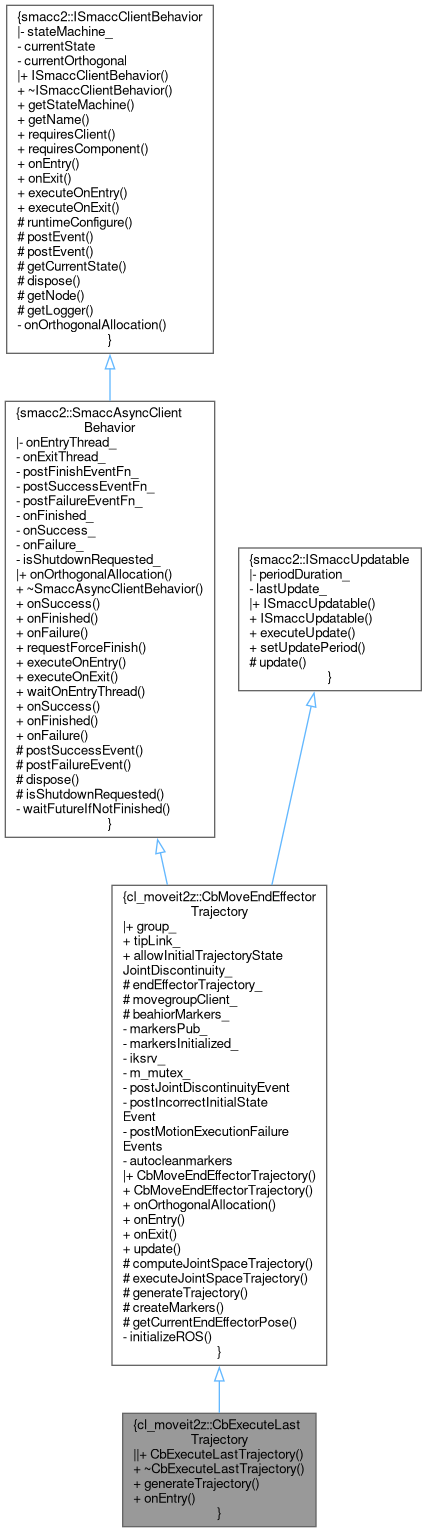 {smacc2::ISmaccClientBehavior
|- stateMachine_
- currentState
- currentOrthogonal
|+ ISmaccClientBehavior()
+ ~ISmaccClientBehavior()
+ getStateMachine()
+ getName()
+ requiresClient()
+ requiresComponent()
+ onEntry()
+ onExit()
+ executeOnEntry()
+ executeOnExit()
# runtimeConfigure()
# postEvent()
# postEvent()
# getCurrentState()
# dispose()
# getNode()
# getLogger()
- onOrthogonalAllocation()
}
{smacc2::SmaccAsyncClient
Behavior
|- onEntryThread_
- onExitThread_
- postFinishEventFn_
- postSuccessEventFn_
- postFailureEventFn_
- onFinished_
- onSuccess_
- onFailure_
- isShutdownRequested_
|+ onOrthogonalAllocation()
+ ~SmaccAsyncClientBehavior()
+ onSuccess()
+ onFinished()
+ onFailure()
+ requestForceFinish()
+ executeOnEntry()
+ executeOnExit()
+ waitOnEntryThread()
+ onSuccess()
+ onFinished()
+ onFailure()
# postSuccessEvent()
# postFailureEvent()
# dispose()
# isShutdownRequested()
- waitFutureIfNotFinished()
}
{smacc2::ISmaccUpdatable
|- periodDuration_
- lastUpdate_
|+ ISmaccUpdatable()
+ ISmaccUpdatable()
+ executeUpdate()
+ setUpdatePeriod()
# update()
}
{cl_moveit2z::CbMoveEndEffector
Trajectory
|+ group_
+ tipLink_
+ allowInitialTrajectoryState
JointDiscontinuity_
# endEffectorTrajectory_
# movegroupClient_
# beahiorMarkers_
- markersPub_
- markersInitialized_
- iksrv_
- m_mutex_
- postJointDiscontinuityEvent
- postIncorrectInitialState
Event
- postMotionExecutionFailure
Events
- autocleanmarkers
|+ CbMoveEndEffectorTrajectory()
+ CbMoveEndEffectorTrajectory()
+ onOrthogonalAllocation()
+ onEntry()
+ onExit()
+ update()
# computeJointSpaceTrajectory()
# executeJointSpaceTrajectory()
# generateTrajectory()
# createMarkers()
# getCurrentEndEffectorPose()
- initializeROS()
}
{cl_moveit2z::CbExecuteLast
Trajectory
||+ CbExecuteLastTrajectory()
+ ~CbExecuteLastTrajectory()
+ generateTrajectory()
+ onEntry()
}